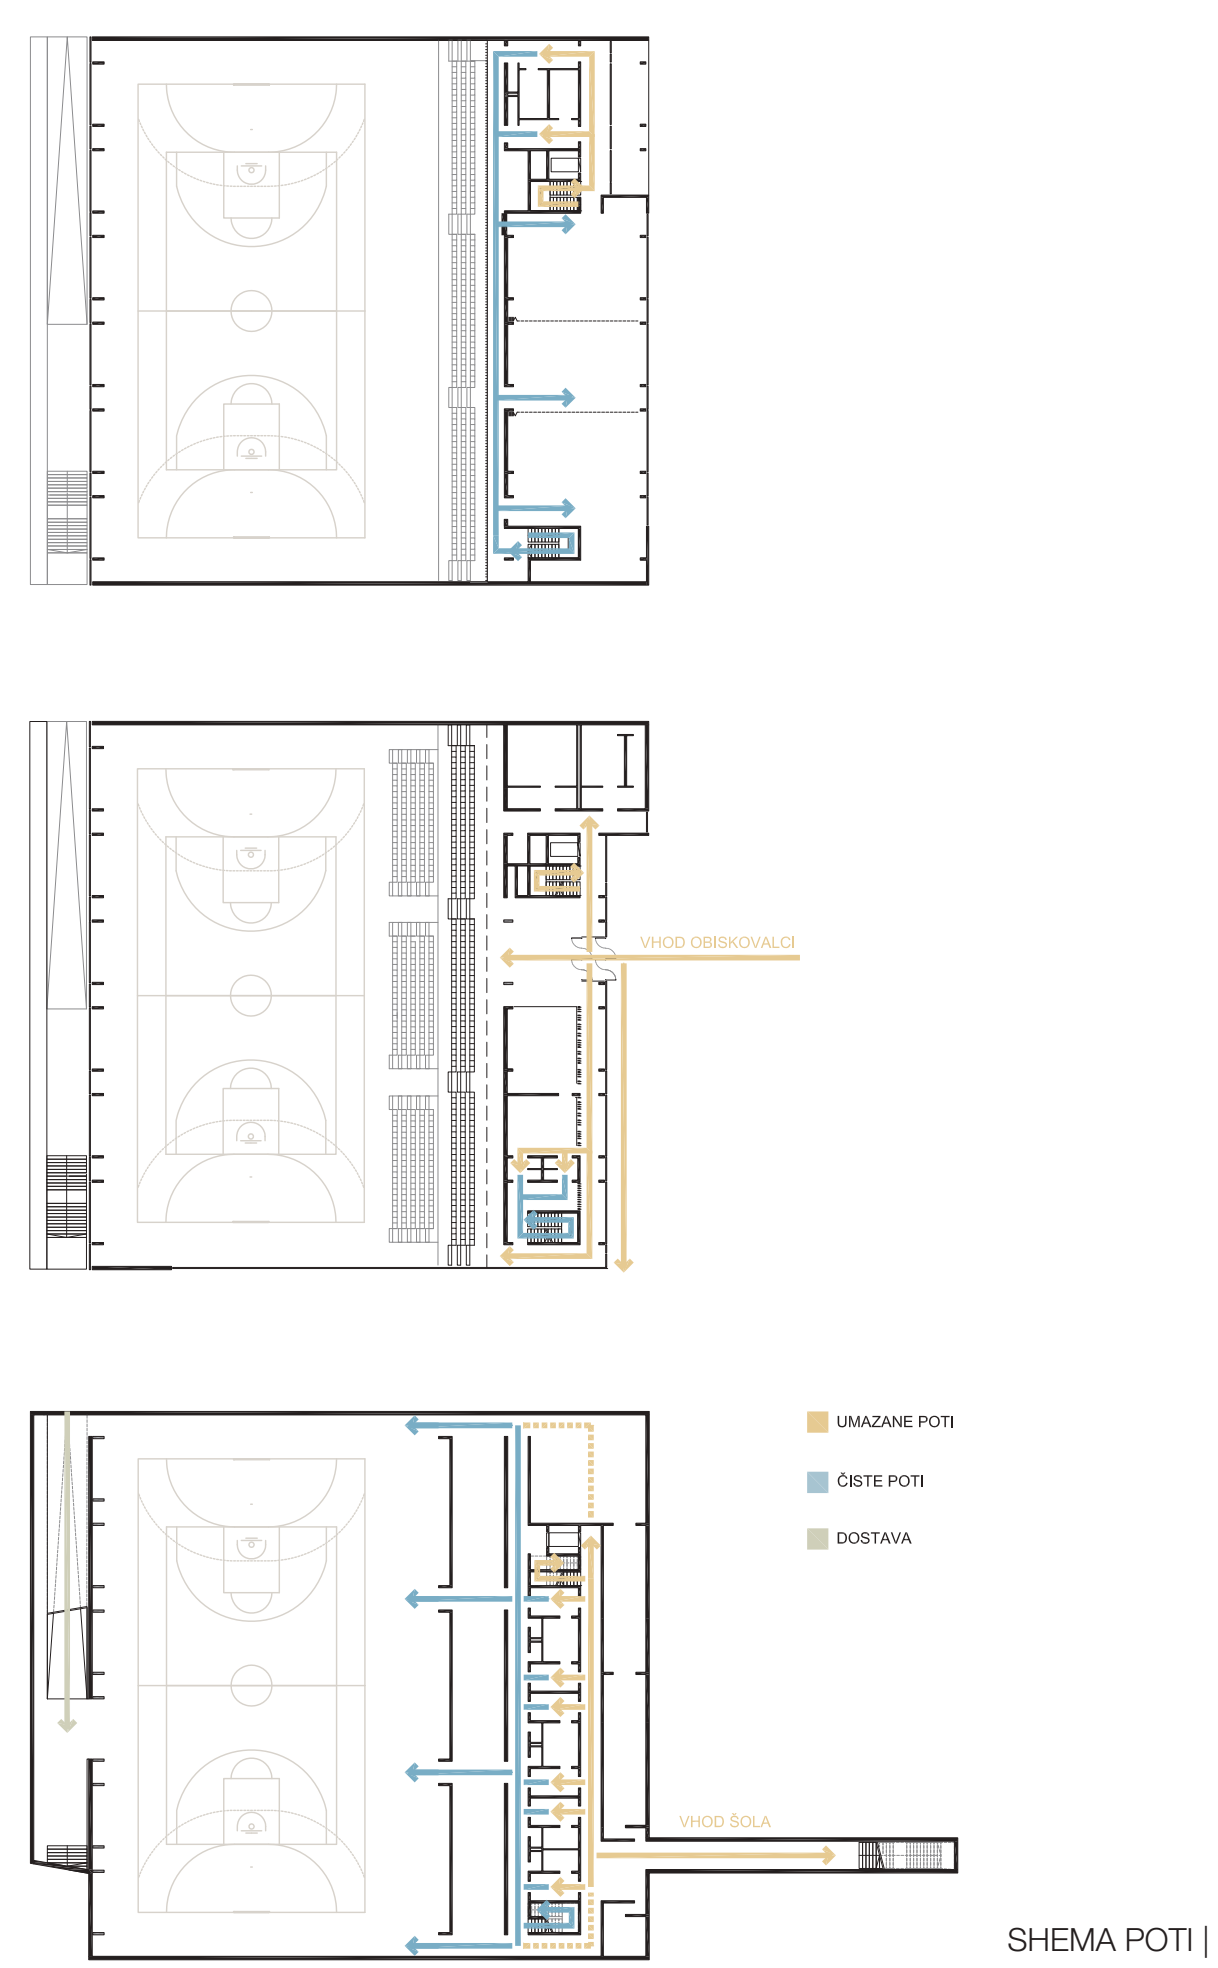 VHOD OBISKOVALCI
UMAZANE POTI
ČISTE POTI
DOSTAVA
VHOD ŠOLA
SHEMA POTI |